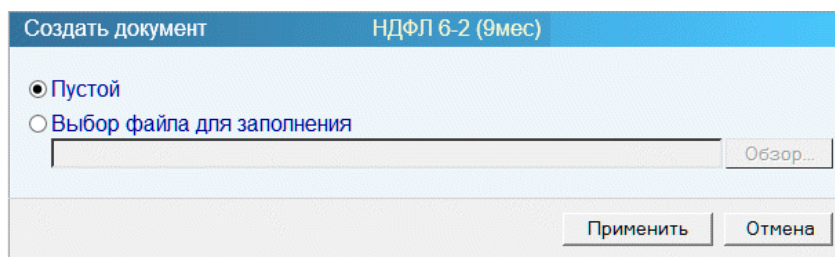 Создать документ НДФЛ 6-2 (9мес)
Пустой
Выбор файла для заполнения
Обзор...
Применить Отмена